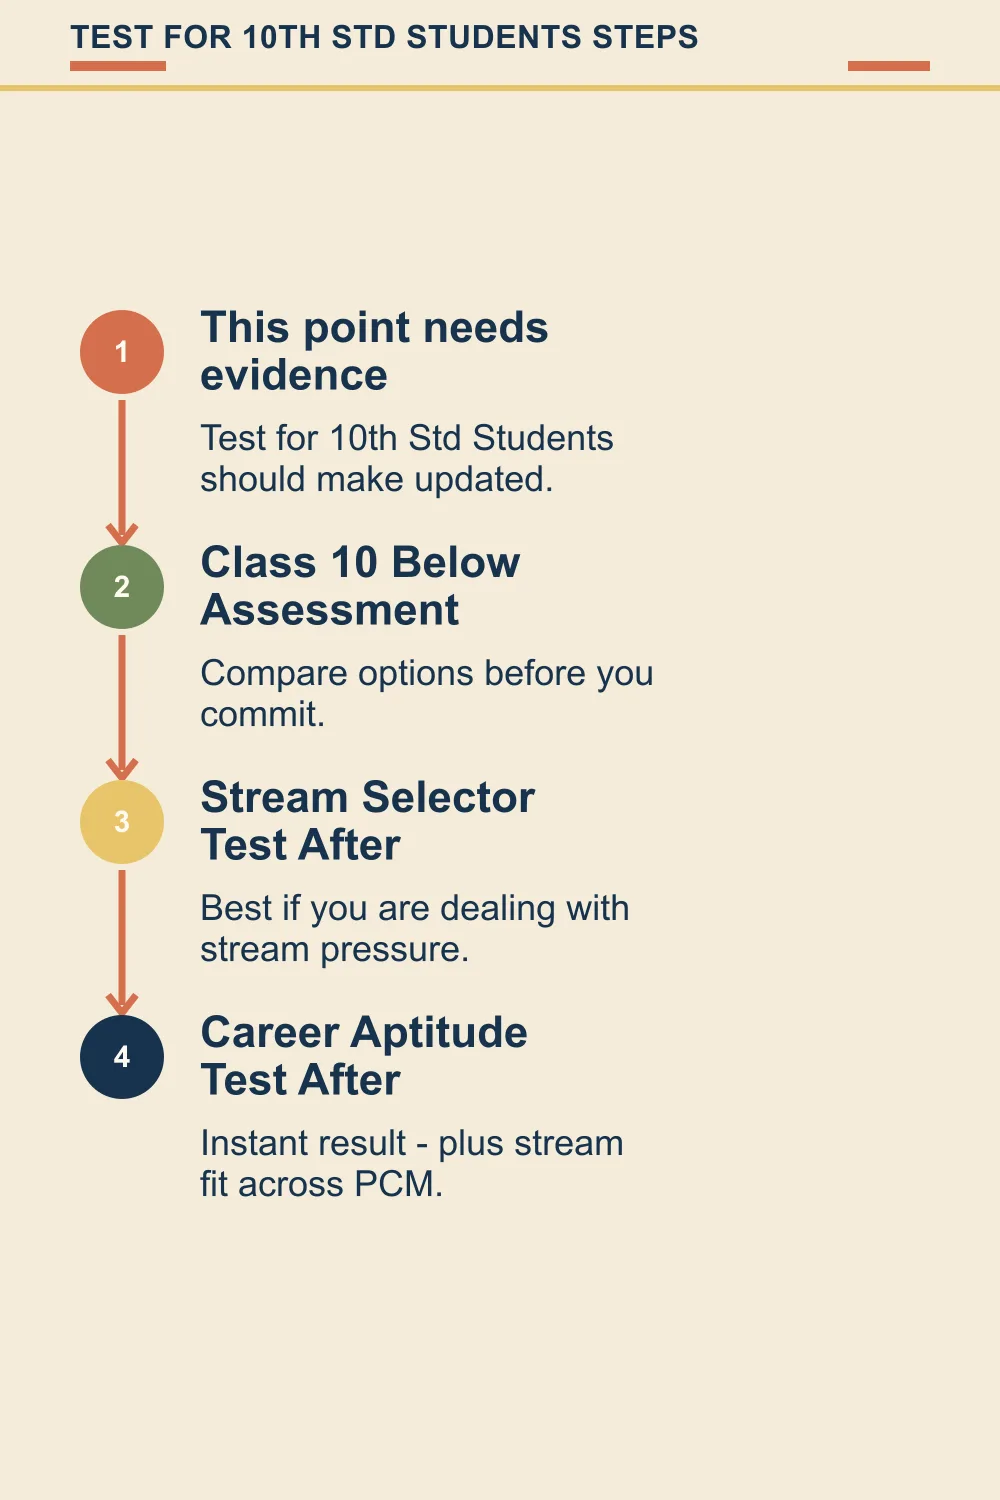 TEST FOR 10TH STD STUDENTS STEPS
1
This point needs
evidence
Test for 10th Std Students
should make updated.
2
Class 10 Below
Assessment
Compare options before you
commit.
3
Stream Selector
Test After
Best if you are dealing with
stream pressure.
4
Career Aptitude
Test After
Instant result - plus stream
fit across PCM.